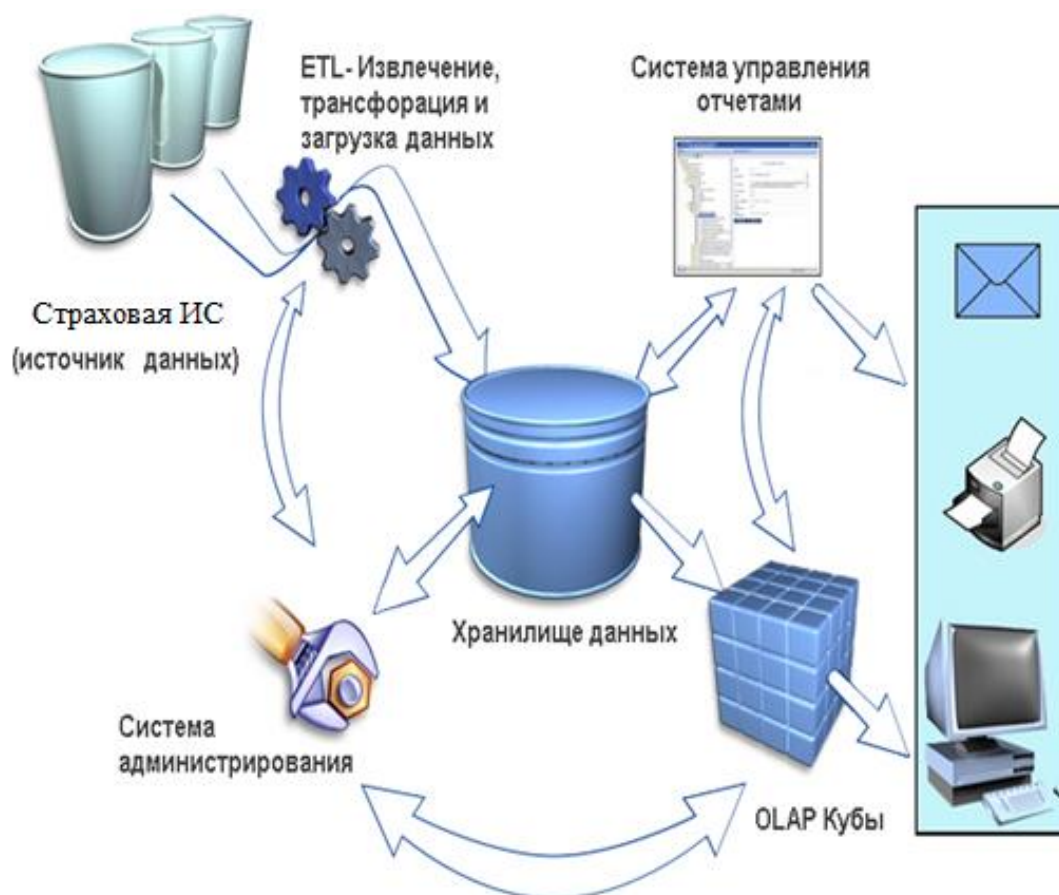 ETL- Извлечение,
трансфорация и
загрузка данных
Система управления
отчетами
Страховая ИС
(источник данных)
Хранилище данных
Система
администрирования
OLAP Кубы